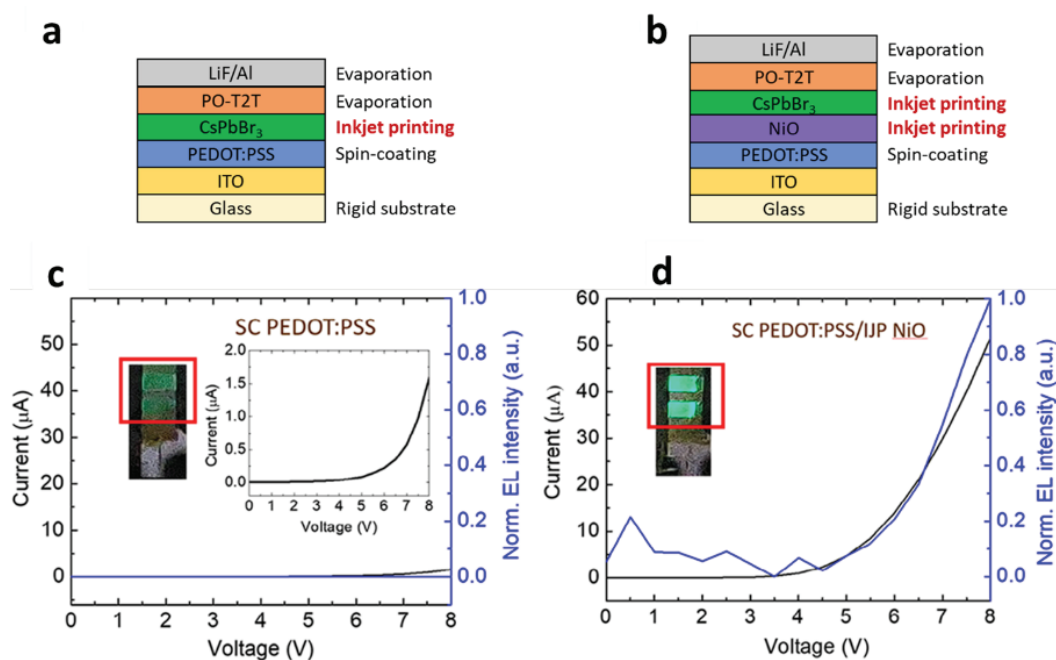 a
LiF/Al Evaporation
PO-T2T Evaporation
CsPbBr₃ Inkjet printing
PEDOT:PSS Spin-coating
ITO
Glass Rigid substrate
b
LiF/Al Evaporation
PO-T2T Evaporation
CsPbBr₃ Inkjet printing
NiO Inkjet printing
PEDOT:PSS Spin-coating
ITO
Glass Rigid substrate
c
SC PEDOT:PSS
Current (µA)
50
40
30
20
10
0
0 1 2 3 4 5 6 7 8
Voltage (V)
Norm. EL intensity (a.u.)
1.0
0.8
0.6
0.4
0.2
0.0
Current (µA)
2.0
1.5
1.0
0.5
0.0
0 1 2 3 4 5 6 7 8
Voltage (V)
d
SC PEDOT:PSS/IJP NiO
Current (µA)
60
50
40
30
20
10
0
0 1 2 3 4 5 6 7 8
Voltage (V)
Norm. EL intensity (a.u.)
1.0
0.8
0.6
0.4
0.2
0.0